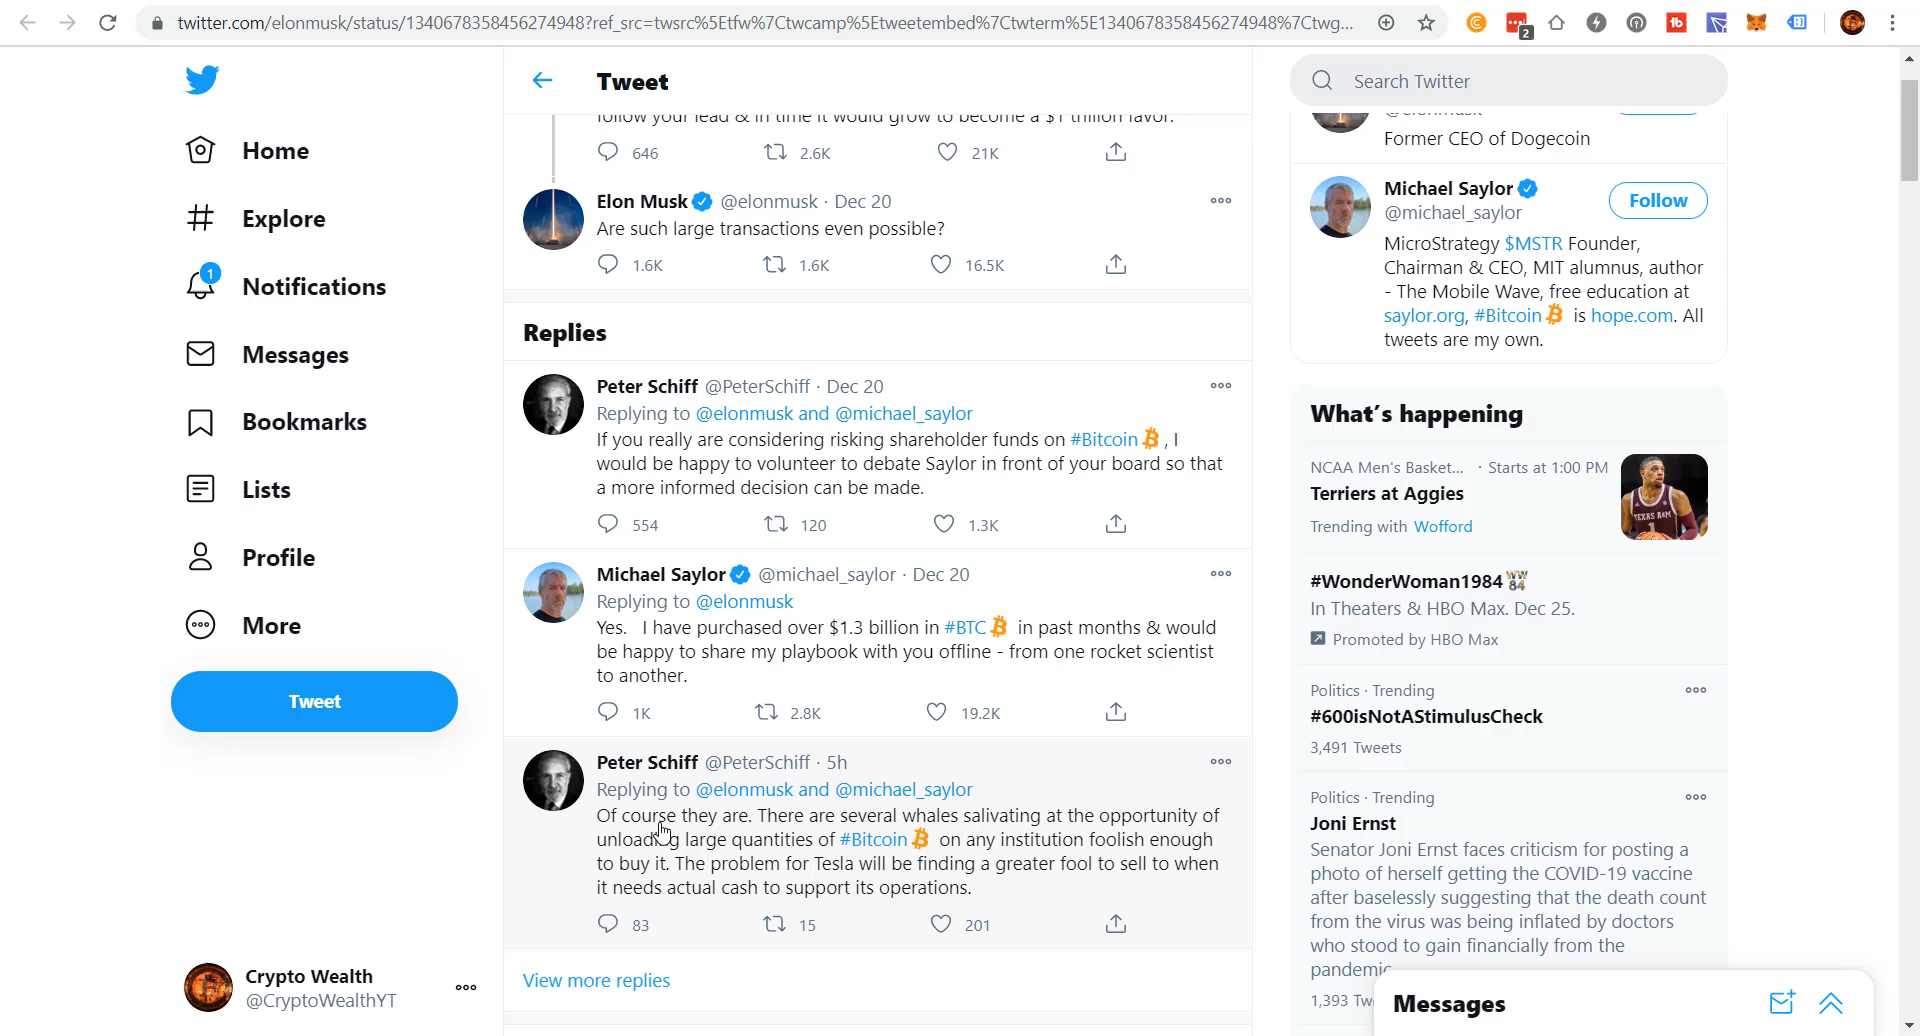 twitter.com/elonmusk/status/1340678358456274948?ref_src=twsrc%5Etfw%7Ctwcamp%5Etweetembed%7Ctwterm%5E1340678358456274948%7Ctwg...
2
Home
Explore
1
Notifications
Messages
Bookmarks
Lists
Profile
More
Tweet
Crypto Wealth
@CryptoWealthYT
Tweet
follow your lead & in time it would grow to become a $1 trillion favor.
646 2.6K 21K
Elon Musk @elonmusk · Dec 20
Are such large transactions even possible?
1.6K 1.6K 16.5K
Replies
Peter Schiff @PeterSchiff · Dec 20
Replying to @elonmusk and @michael_saylor
If you really are considering risking shareholder funds on #Bitcoin , I
would be happy to volunteer to debate Saylor in front of your board so that
a more informed decision can be made.
554 120 1.3K
Michael Saylor @michael_saylor · Dec 20
Replying to @elonmusk
Yes. I have purchased over $1.3 billion in #BTC in past months & would
be happy to share my playbook with you offline - from one rocket scientist
to another.
1K 2.8K 19.2K
Peter Schiff @PeterSchiff · 5h
Replying to @elonmusk and @michael_saylor
Of course they are. There are several whales salivating at the opportunity of
unloading large quantities of #Bitcoin on any institution foolish enough
to buy it. The problem for Tesla will be finding a greater fool to sell to when
it needs actual cash to support its operations.
83 15 201
View more replies
Search Twitter
@elonmusk
Former CEO of Dogecoin
Michael Saylor
@michael_saylor
Follow
MicroStrategy $MSTR Founder,
Chairman & CEO, MIT alumnus, author
- The Mobile Wave, free education at
saylor.org, #Bitcoin is hope.com. All
tweets are my own.
What's happening
NCAA Men's Basket... · Starts at 1:00 PM
Terriers at Aggies
Trending with Wofford
TEXAS A&M
1
#WonderWoman1984 WW84
In Theaters & HBO Max. Dec 25.
Promoted by HBO Max
Politics · Trending
#600isNotAStimulusCheck
3,491 Tweets
Politics · Trending
Joni Ernst
Senator Joni Ernst faces criticism for posting a
photo of herself getting the COVID-19 vaccine
after baselessly suggesting that the death count
from the virus was being inflated by doctors
who stood to gain financially from the
pandemic
1,393 Tw
Messages